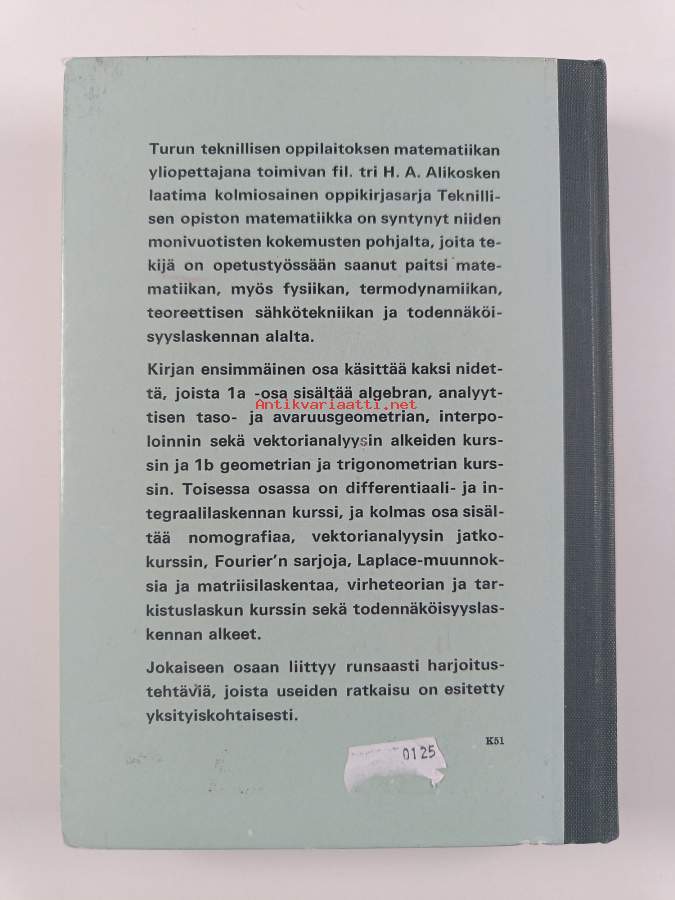 Turun teknillisen oppilaitoksen matematiikan
yliopettajana toimivan fil. tri H. A. Alikosken
laatima kolmiosainen oppikirjasarja Teknilli-
sen opiston matematiikka on syntynyt niiden
monivuotisten kokemusten pohjalta, joita te-
kijä on opetustyössään saanut paitsi mate-
matiikan, myös fysiikan, termodynamiikan,
teoreettisen sähkötekniikan ja todennäköi-
syyslaskennan alalta.
Kirjan ensimmäinen osa käsittää kaksi nidet-
tä, joista 1a -osa sisältää algebran, analyyt-
Antikvariaatti.net
tisen taso- ja avaruusgeometrian, interpo-
loinnin sekä vektorianalyysin alkeiden kurs-
sin ja 1b geometrian ja trigonometrian kurs-
sin. Toisessa osassa on differentiaali- ja in-
tegraalilaskennan kurssi, ja kolmas osa sisäl-
tää nomografiaa, vektorianalyysin jatko-
kurssin, Fourier'n sarjoja, Laplace-muunnok-
sia ja matriisilaskentaa, virheteorian ja tar-
kistuslaskun kurssin sekä todennäköisyyslas-
kennan alkeet.
Jokaiseen osaan liittyy runsaasti harjoitus-
tehtäviä, joista useiden ratkaisu on esitetty
yksityiskohtaisesti.
K51
0125